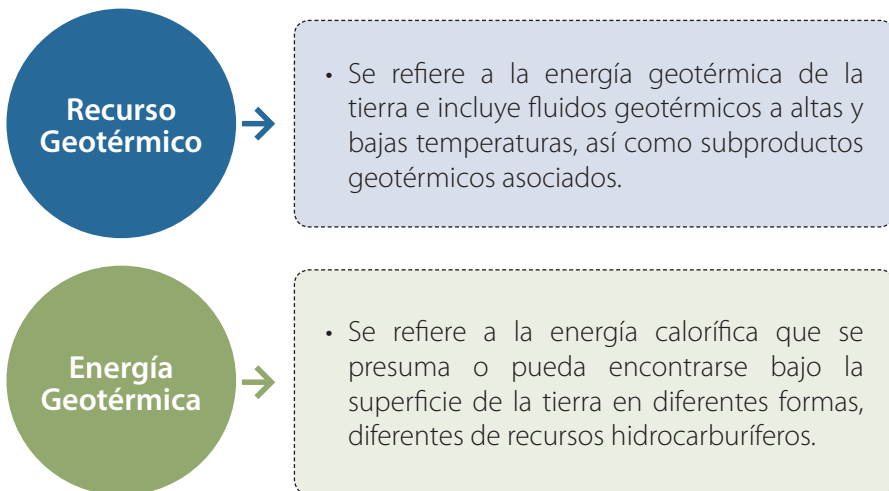 Recurso
Geotérmico
• Se refiere a la energía geotérmica de la
tierra e incluye fluidos geotérmicos a altas y
bajas temperaturas, así como subproductos
geotérmicos asociados.
Energía
Geotérmica
• Se refiere a la energía calorífica que se
presuma o pueda encontrarse bajo la
superficie de la tierra en diferentes formas,
diferentes de recursos hidrocarburíferos.